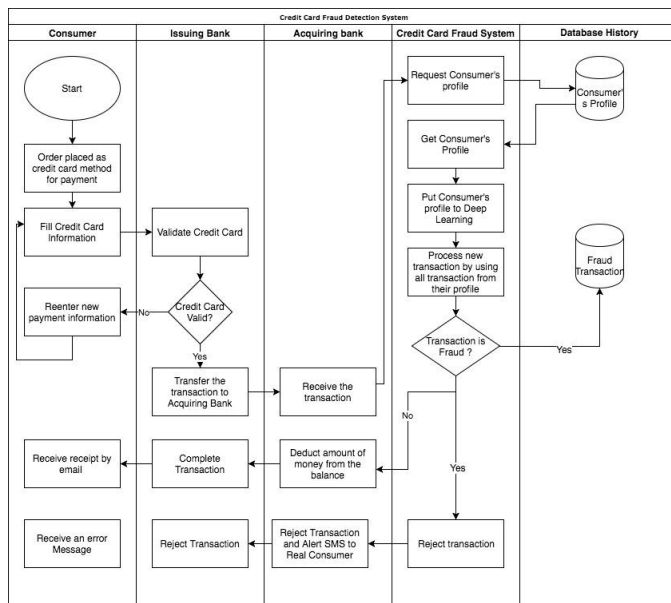 Credit Card Fraud Detection System
Consumer
Issuing Bank
Acquiring bank
Credit Card Fraud System
Database History
Start
Request Consumer's
profile
Consumer'
s Profile
Order placed as
credit card method
for payment
Get Consumer's
Profile
Put Consumer's
profile to Deep
Learning
Fill Credit Card
Information
Validate Credit Card
Process new
transaction by using
all transaction from
their profile
Fraud
Transaction
Reenter new
payment information
No
Credit Card
Valid?
Yes
Transaction is
Fraud ?
Yes
Transfer the
transaction to
Acquiring Bank
Receive the
transaction
No
Yes
Receive receipt by
email
Complete
Transaction
Deduct amount of
money from the
balance
Receive an error
Message
Reject Transaction
Reject Transaction
and Alert SMS to
Real Consumer
Reject transaction